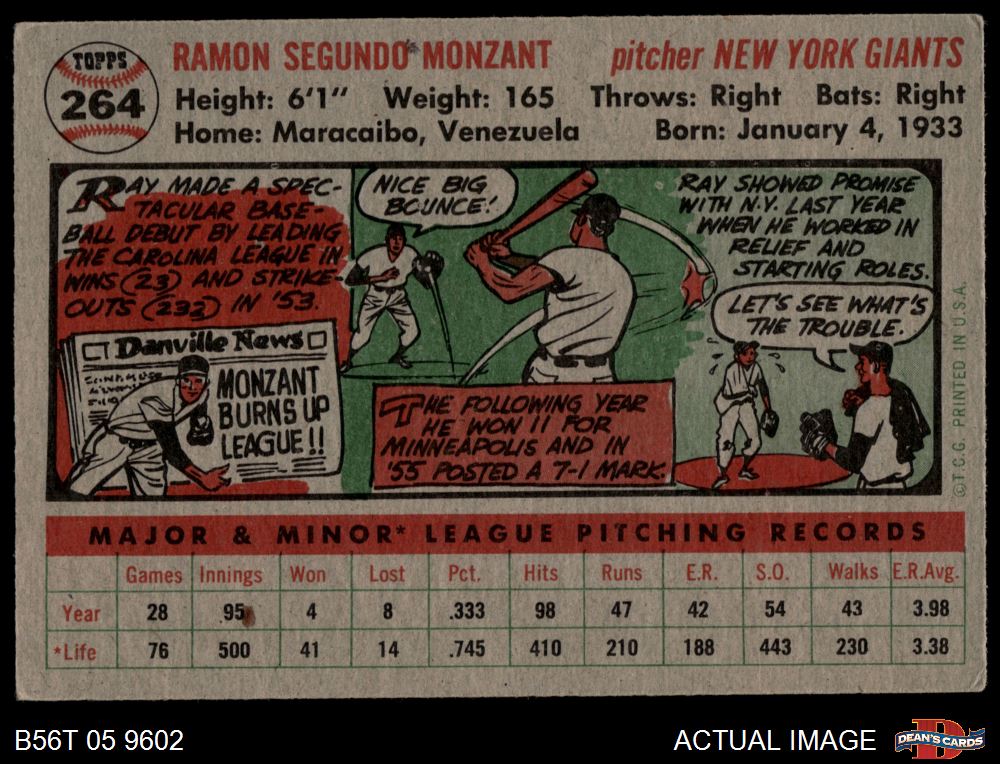 TOPPS
264
RAMON SEGUNDO MONZANT
pitcher NEW YORK GIANTS
Height: 6'1" Weight: 165 Throws: Right Bats: Right
Home: Maracaibo, Venezuela Born: January 4, 1933
RAY MADE A SPEC-
TACULAR BASE-
BALL DEBUT BY LEADING
THE CAROLINA LEAGUE IN
WINS (23) AND STRIKE-
OUTS (232) IN '53.
Danville News
MONZANT
BURNS UP
LEAGUE!!
NICE BIG
BOUNCE!
THE FOLLOWING YEAR
HE WON 11 FOR
MINNEAPOLIS AND IN
'55 POSTED A 7-1 MARK.
RAY SHOWED PROMISE
WITH N.Y. LAST YEAR
WHEN HE WORKED IN
RELIEF AND
STARTING ROLES.
LET'S SEE WHAT'S
THE TROUBLE.
©T.C.G. PRINTED IN U.S.A.
MAJOR & MINOR* LEAGUE PITCHING RECORDS
Games Innings Won Lost Pct. Hits Runs E.R. S.O. Walks E.R.Avg.
Year 28 95 4 8 .333 98 47 42 54 43 3.98
*Life 76 500 41 14 .745 410 210 188 443 230 3.38
B56T 05 9602
ACTUAL IMAGE
DEAN'S CARDS